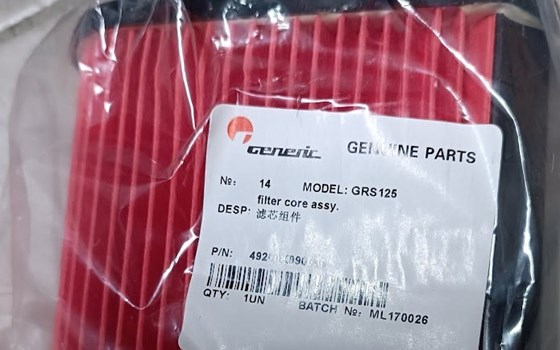 Generic GENUINE PARTS
№: 14 MODEL: GRS125
filter core assy.
DESP: 滤芯组件
P/N:
QTY: 1UN BATCH №: ML170026